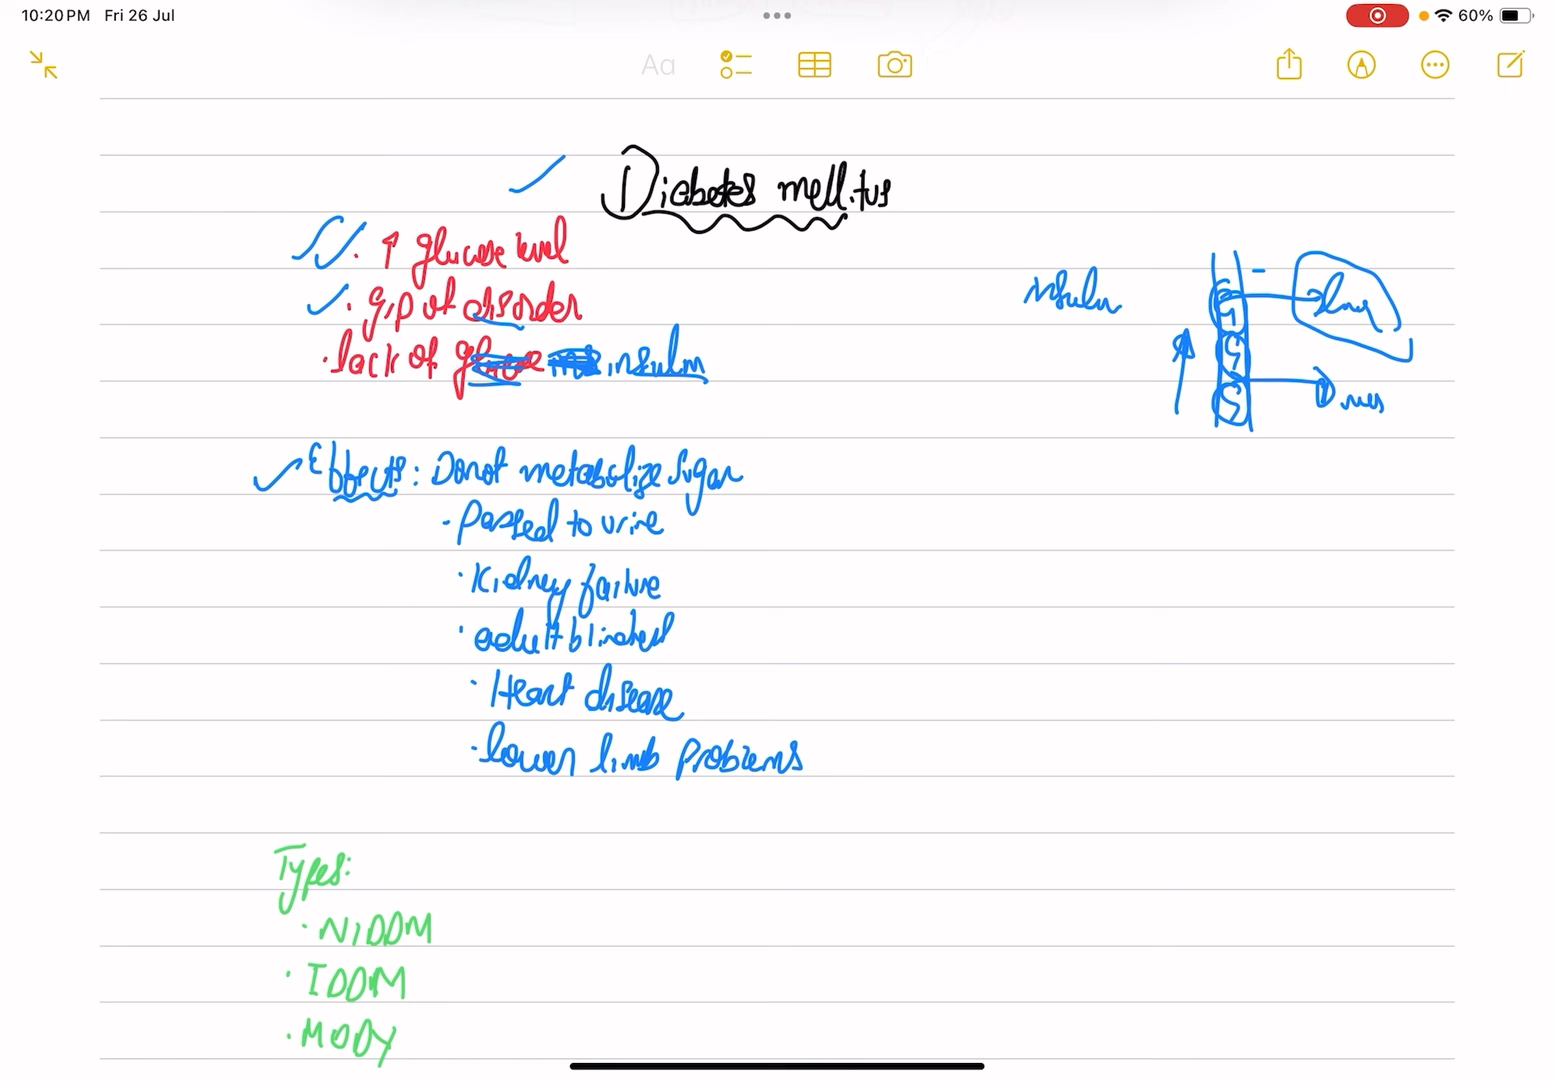 10:20 PM Fri 26 Jul
60%
Aa
Diabetes mellitus
↑ glucose level
· grp of disorder
· lack of insulin
insulin
G
G
G
Effects: Donot metabolize sugar
· Passed to urine
· Kidney failure
· adult blindness
· Heart disease
· lower limb problems
Types:
· NIDDM
· IDDM
· MODY